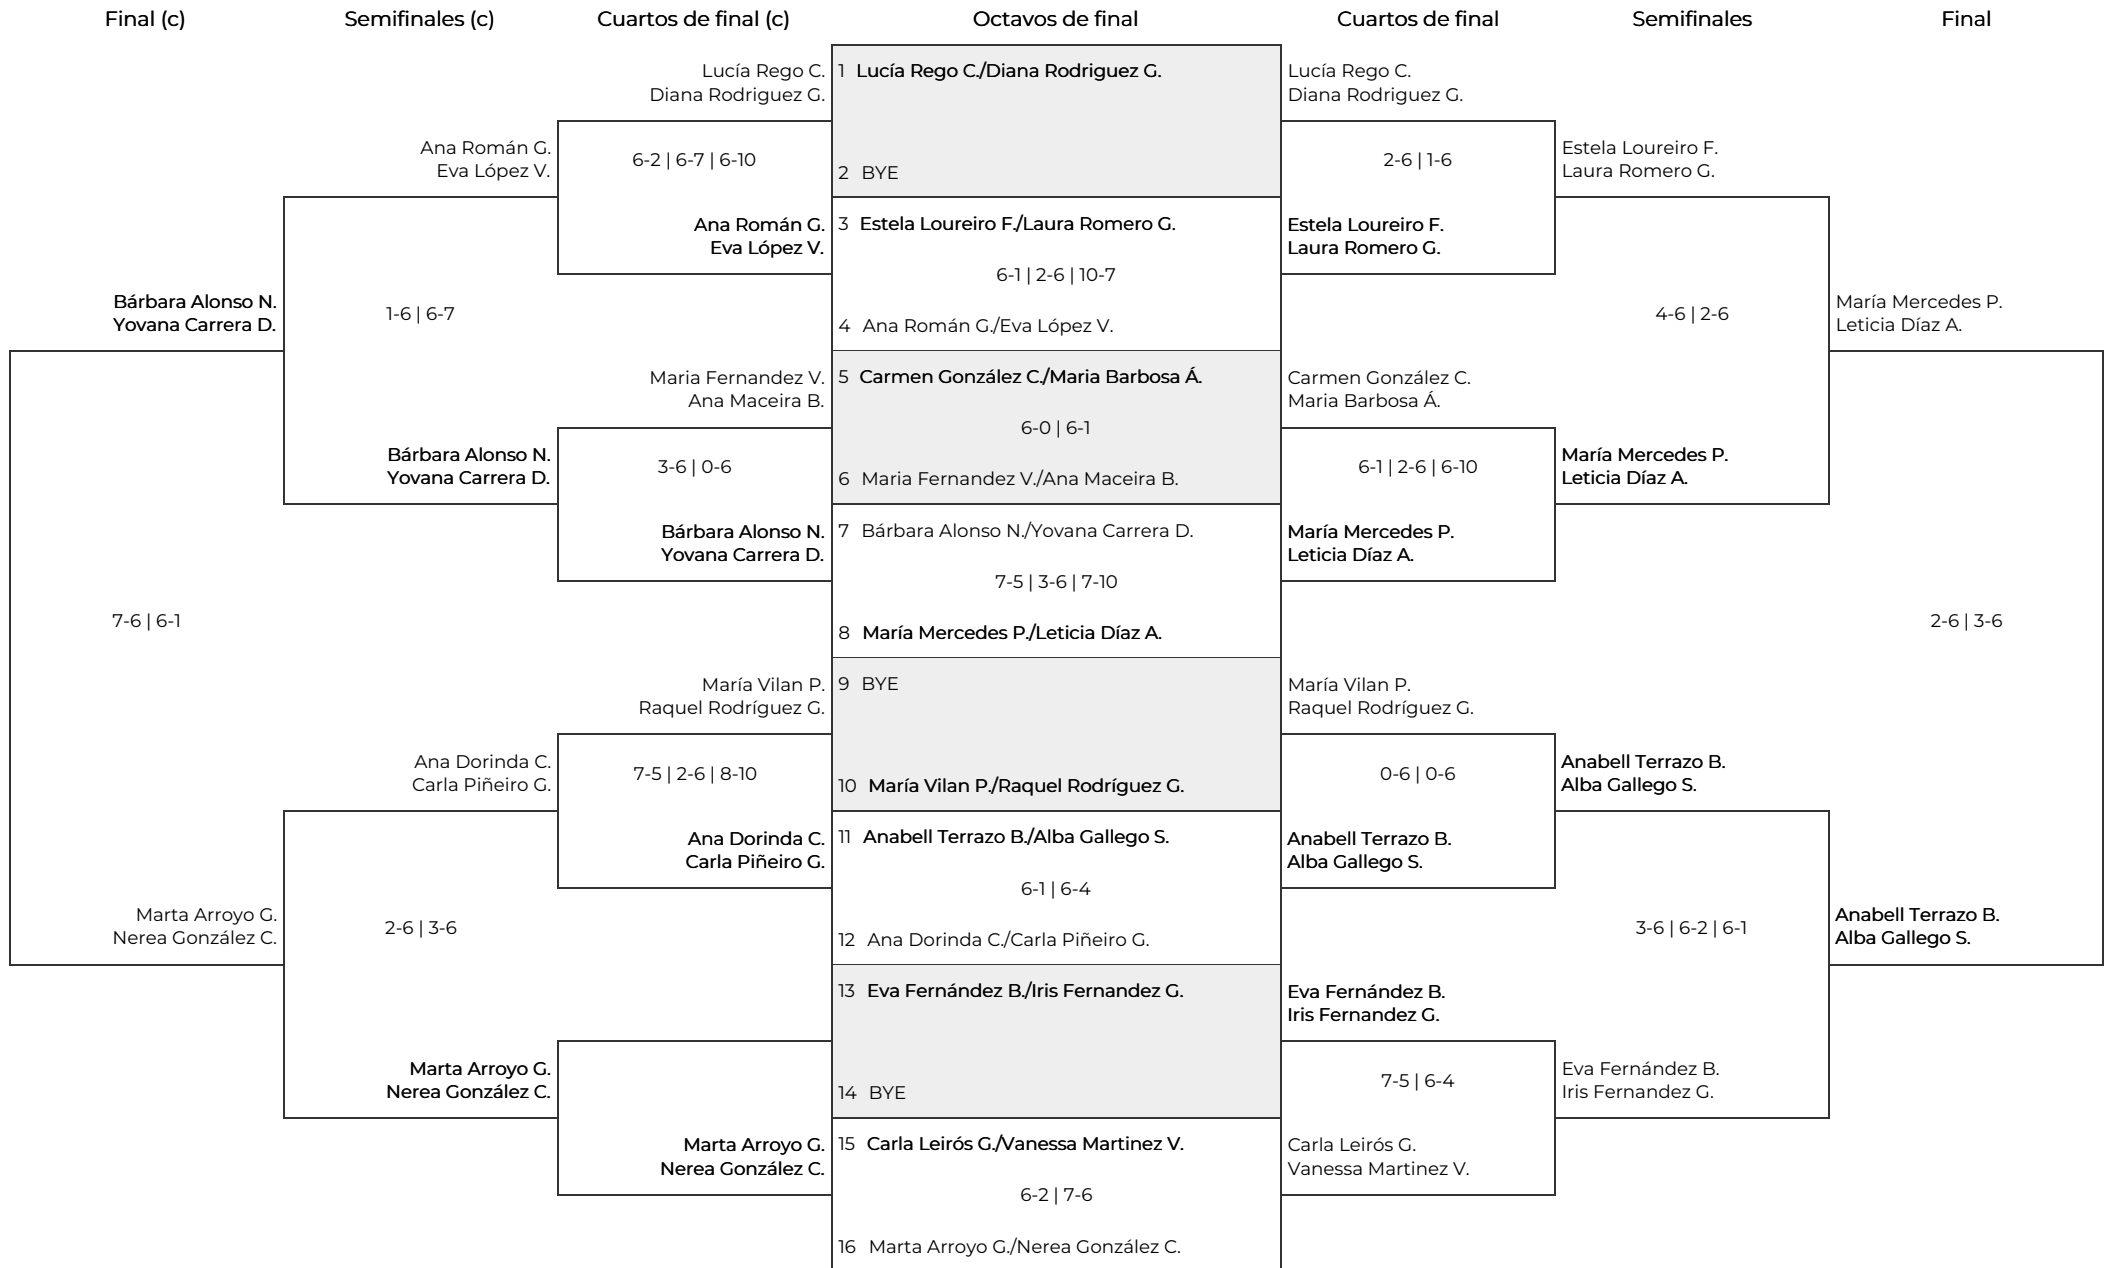 Final (c) Semifinales (c) Cuartos de final (c) Octavos de final Cuartos de final Semifinales Final
Lucía Rego C.
Diana Rodriguez G.
Ana Román G.
Eva López V.
6-2 | 6-7 | 6-10
Ana Román G.
Eva López V.
Bárbara Alonso N.
Yovana Carrera D.
1-6 | 6-7
Maria Fernandez V.
Ana Maceira B.
Bárbara Alonso N.
Yovana Carrera D.
3-6 | 0-6
Bárbara Alonso N.
Yovana Carrera D.
7-6 | 6-1
María Vilan P.
Raquel Rodríguez G.
Ana Dorinda C.
Carla Piñeiro G.
7-5 | 2-6 | 8-10
Ana Dorinda C.
Carla Piñeiro G.
Marta Arroyo G.
Nerea González C.
2-6 | 3-6
Marta Arroyo G.
Nerea González C.
Marta Arroyo G.
Nerea González C.
1 Lucía Rego C./Diana Rodriguez G.
2 BYE
3 Estela Loureiro F./Laura Romero G.
6-1 | 2-6 | 10-7
4 Ana Román G./Eva López V.
5 Carmen González C./Maria Barbosa Á.
6-0 | 6-1
6 Maria Fernandez V./Ana Maceira B.
7 Bárbara Alonso N./Yovana Carrera D.
7-5 | 3-6 | 7-10
8 María Mercedes P./Leticia Díaz A.
9 BYE
10 María Vilan P./Raquel Rodríguez G.
11 Anabell Terrazo B./Alba Gallego S.
6-1 | 6-4
12 Ana Dorinda C./Carla Piñeiro G.
13 Eva Fernández B./Iris Fernandez G.
14 BYE
15 Carla Leirós G./Vanessa Martinez V.
6-2 | 7-6
16 Marta Arroyo G./Nerea González C.
Lucía Rego C.
Diana Rodriguez G.
2-6 | 1-6
Estela Loureiro F.
Laura Romero G.
Estela Loureiro F.
Laura Romero G.
4-6 | 2-6
María Mercedes P.
Leticia Díaz A.
Carmen González C.
Maria Barbosa Á.
6-1 | 2-6 | 6-10
María Mercedes P.
Leticia Díaz A.
María Mercedes P.
Leticia Díaz A.
2-6 | 3-6
María Vilan P.
Raquel Rodríguez G.
0-6 | 0-6
Anabell Terrazo B.
Alba Gallego S.
Anabell Terrazo B.
Alba Gallego S.
3-6 | 6-2 | 6-1
Anabell Terrazo B.
Alba Gallego S.
Eva Fernández B.
Iris Fernandez G.
7-5 | 6-4
Eva Fernández B.
Iris Fernandez G.
Carla Leirós G.
Vanessa Martinez V.